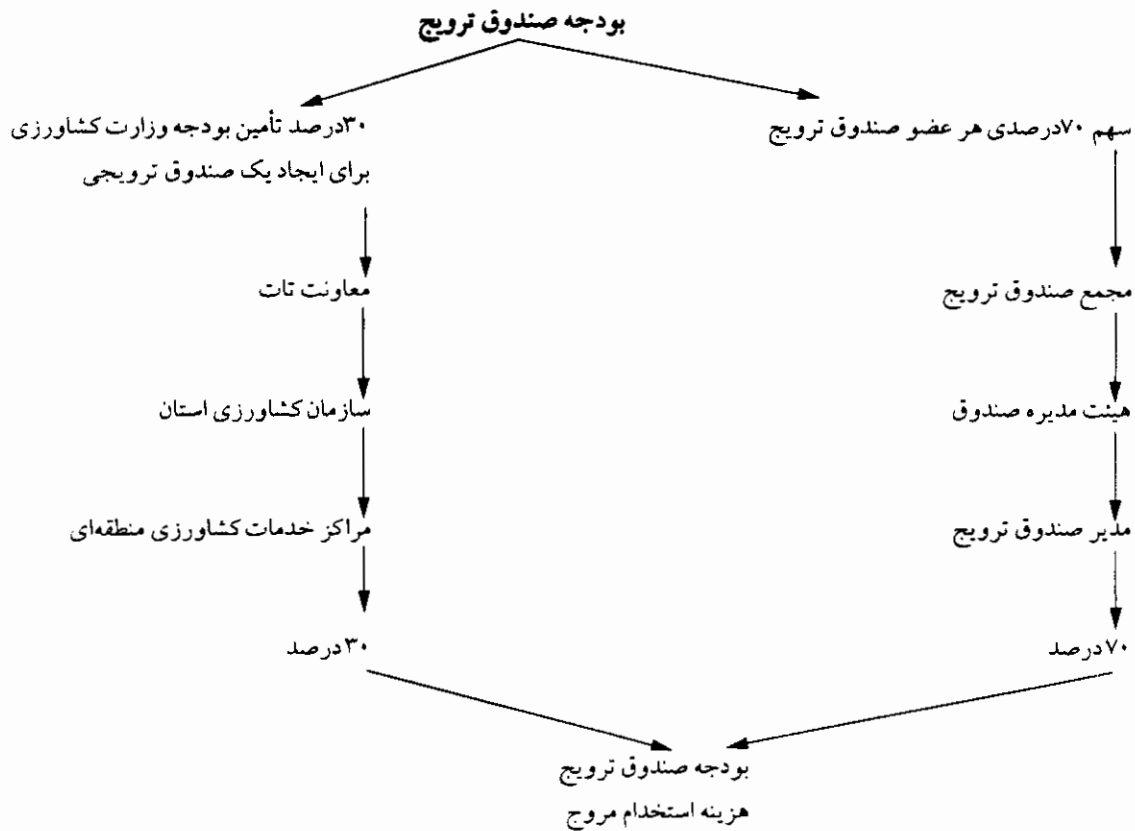 بودجه صندوق ترویج
سهم ۷۰درصدی هر عضو صندوق ترویج
۳۰درصد تأمین بودجه وزارت کشاورزی
برای ایجاد یک صندوق ترویجی
مجمع صندوق ترویج
معاونت تات
هیئت مدیره صندوق
سازمان کشاورزی استان
مدیر صندوق ترویج
مراکز خدمات کشاورزی منطقه‌ای
۷۰درصد
۳۰درصد
بودجه صندوق ترویج
هزینه استخدام مروج